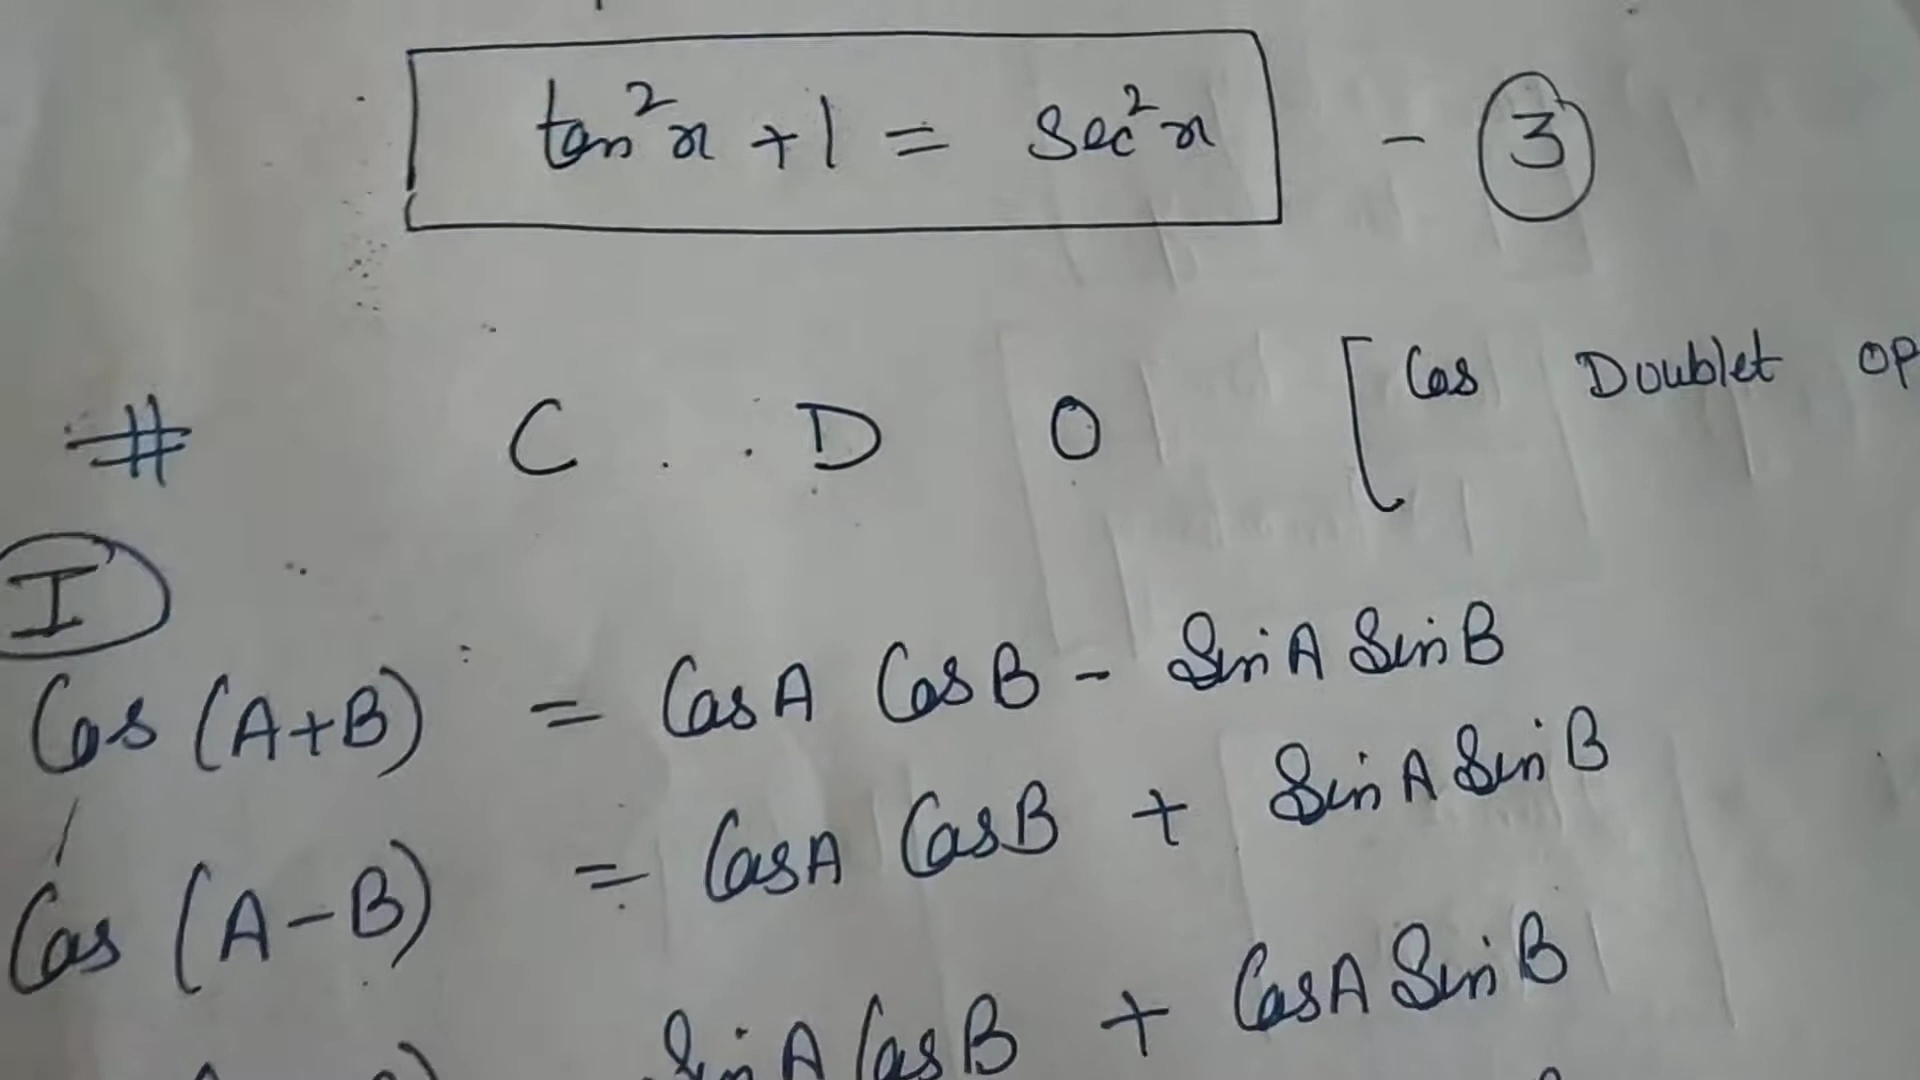 tan²x + 1 = Sec²x - 3
# C . . D O [ Cos Doublet op
I
Cos (A+B) = CosA CosB - SinA SinB
Cos (A-B) = CosA CosB + SinA SinB
SinA CosB + CosA SinB